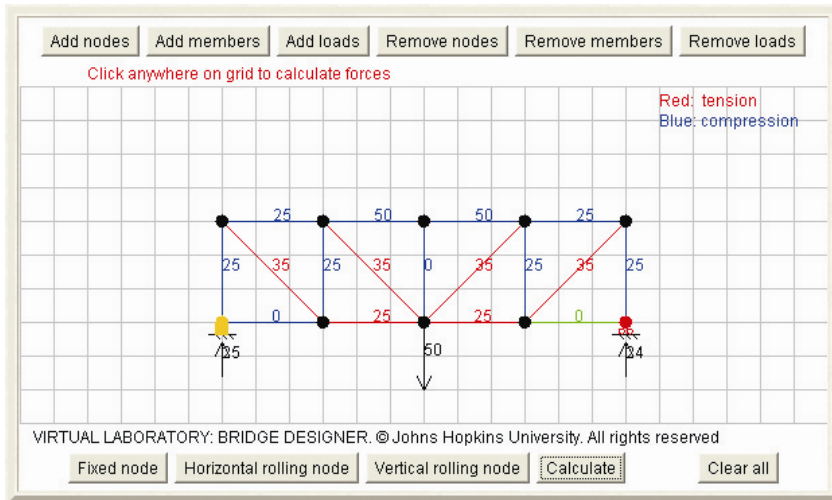 Add nodes Add members Add loads Remove nodes Remove members Remove loads
Click anywhere on grid to calculate forces
Red: tension
Blue: compression
25 50 50 25
25 35 25 35 0 35 25 35 25
0 25 25 0
25 50 24
VIRTUAL LABORATORY: BRIDGE DESIGNER. © Johns Hopkins University. All rights reserved
Fixed node Horizontal rolling node Vertical rolling node Calculate Clear all